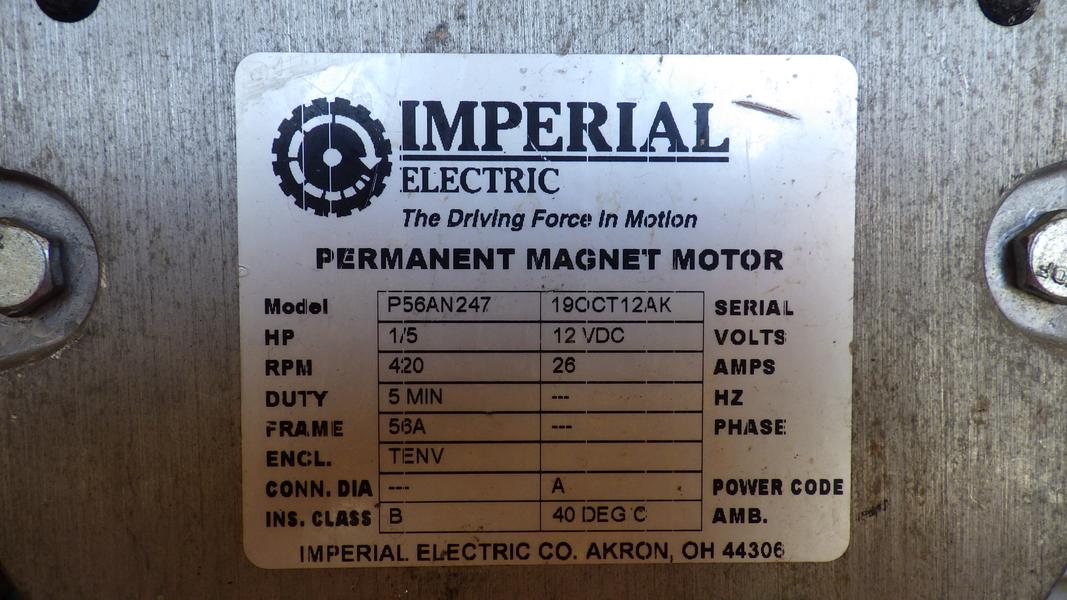 IMPERIAL
ELECTRIC
The Driving Force in Motion
PERMANENT MAGNET MOTOR
Model P56AN247 19OCT12AK SERIAL
HP 1/5 12 VDC VOLTS
RPM 420 26 AMPS
DUTY 5 MIN --- HZ
FRAME 56A --- PHASE
ENCL. TENV
CONN. DIA --- A POWER CODE
INS. CLASS B 40 DEG C AMB.
IMPERIAL ELECTRIC CO. AKRON, OH 44306